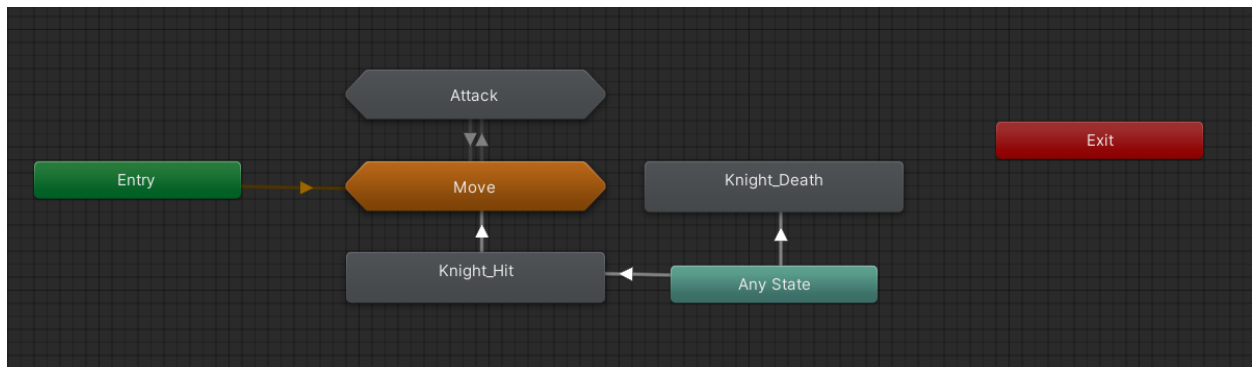 Attack
Exit
Entry
Move
Knight_Death
Knight_Hit
Any State